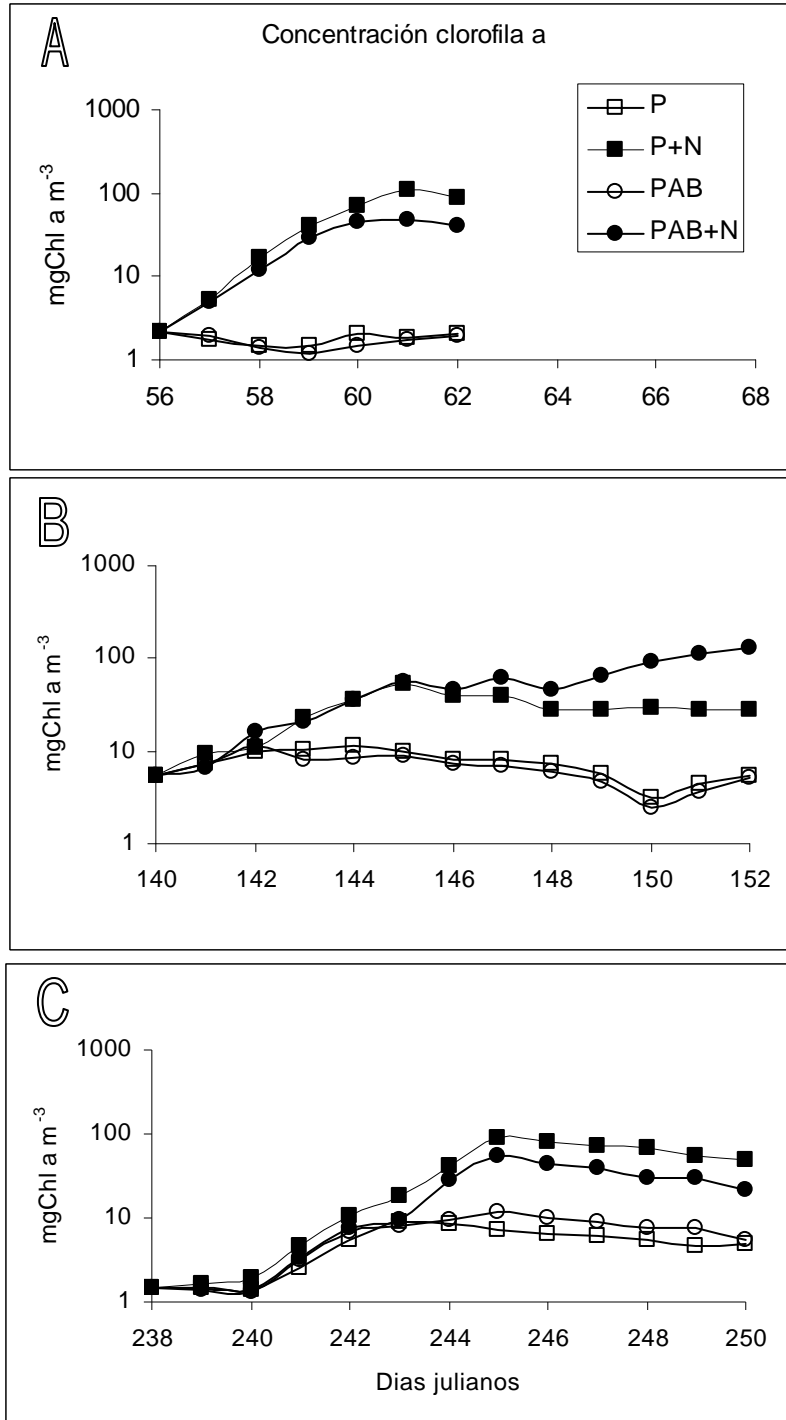 A
Concentración clorofila a
1000
100
10
1
mgChl a m⁻³
56 58 60 62 64 66 68
P
P+N
PAB
PAB+N
B
1000
100
10
1
mgChl a m⁻³
140 142 144 146 148 150 152
C
1000
100
10
1
mgChl a m⁻³
238 240 242 244 246 248 250
Dias julianos